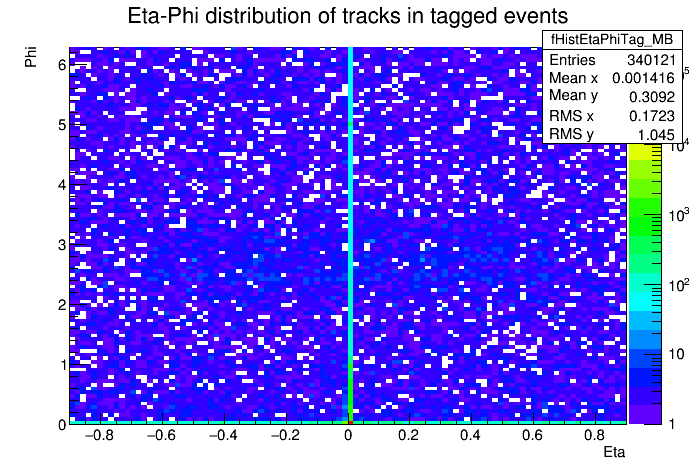 Eta-Phi distribution of tracks in tagged events
fHistEtaPhiTag_MB
Entries 340121
Mean x 0.001416
Mean y 0.3092
RMS x 0.1723
RMS y 1.045
Phi
6
5
4
3
2
1
0
−0.8 −0.6 −0.4 −0.2 0 0.2 0.4 0.6 0.8
Eta
5
10⁴
10³
10²
10
1